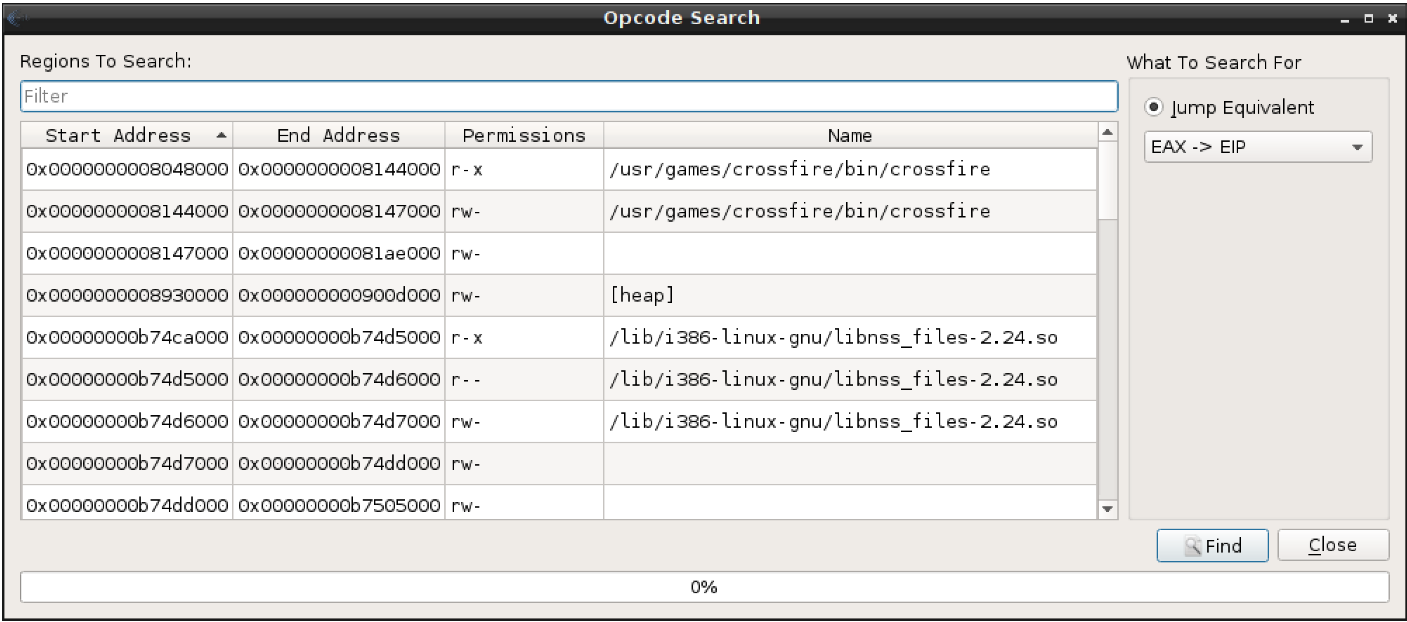 Opcode Search
Regions To Search:
What To Search For
Filter
Jump Equivalent
EAX -> EIP
Start Address End Address Permissions Name
0x0000000008048000 0x0000000008144000 r-x /usr/games/crossfire/bin/crossfire
0x0000000008144000 0x0000000008147000 rw- /usr/games/crossfire/bin/crossfire
0x0000000008147000 0x00000000081ae000 rw-
0x0000000008930000 0x000000000900d000 rw- [heap]
0x00000000b74ca000 0x00000000b74d5000 r-x /lib/i386-linux-gnu/libnss_files-2.24.so
0x00000000b74d5000 0x00000000b74d6000 r-- /lib/i386-linux-gnu/libnss_files-2.24.so
0x00000000b74d6000 0x00000000b74d7000 rw- /lib/i386-linux-gnu/libnss_files-2.24.so
0x00000000b74d7000 0x00000000b74dd000 rw-
0x00000000b74dd000 0x00000000b7505000 rw-
Find Close
0%